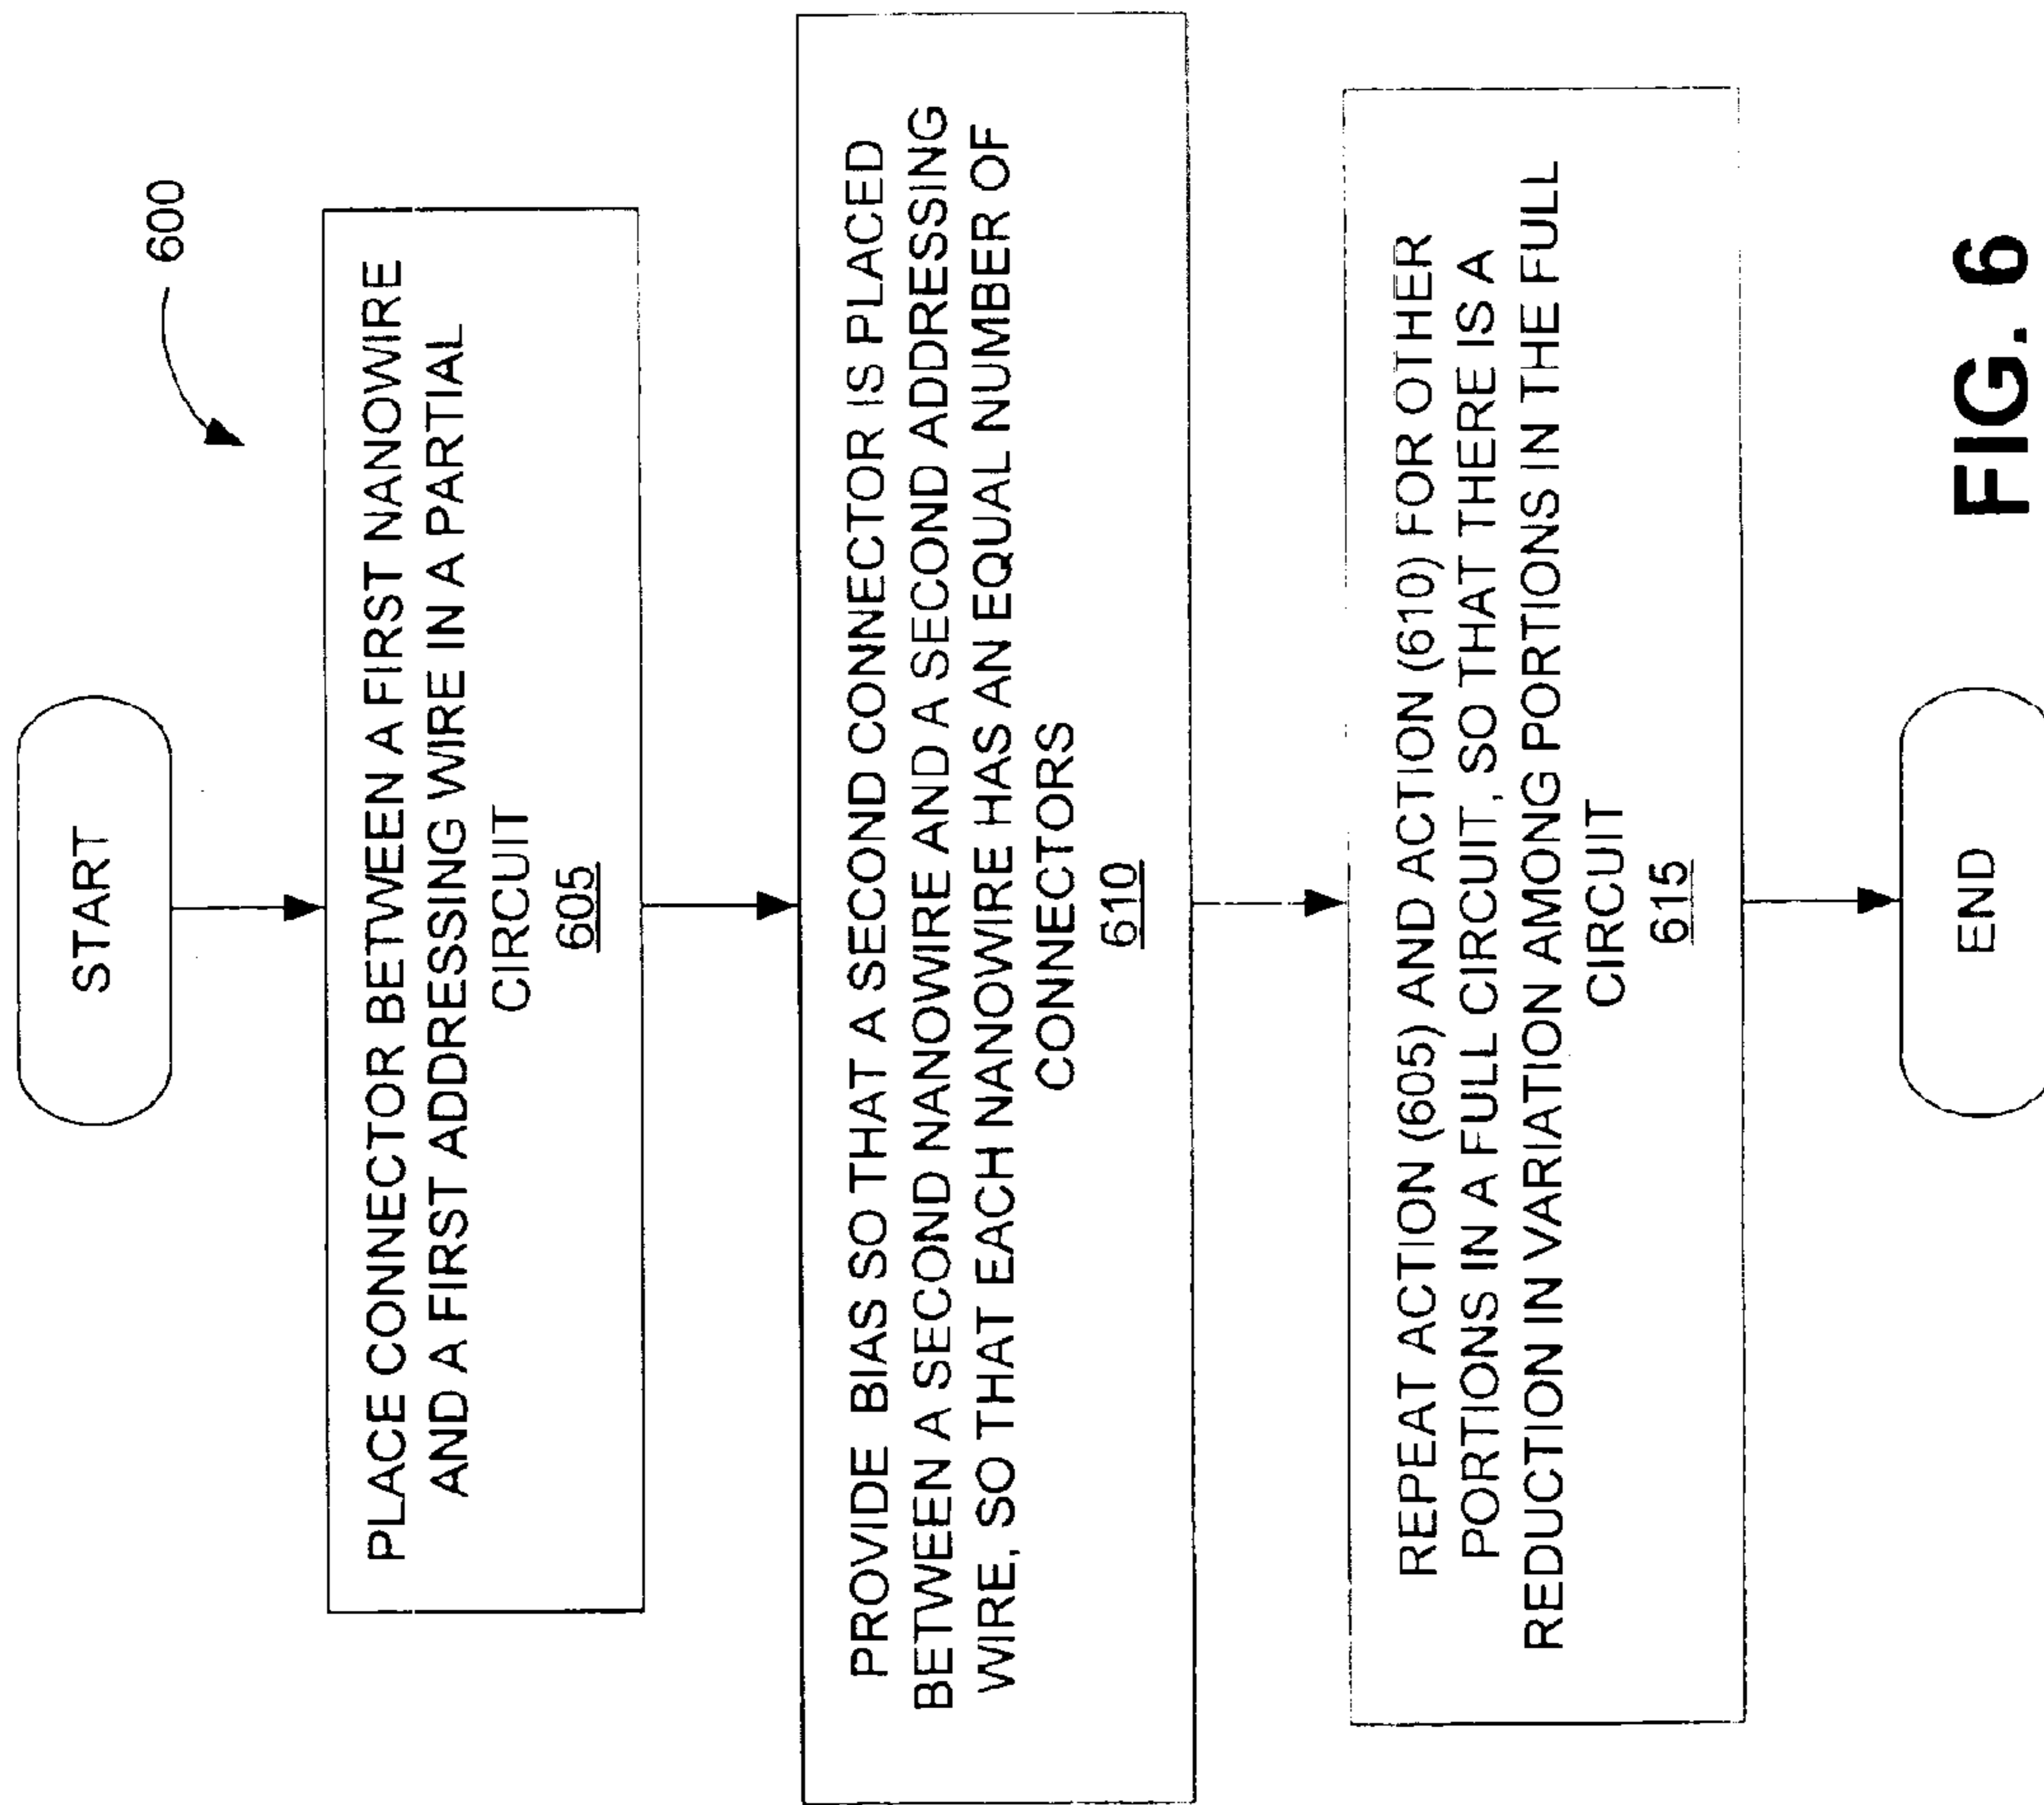 START
600
PLACE CONNECTOR BETWEEN A FIRST NANOWIRE
AND A FIRST ADDRESSING WIRE IN A PARTIAL
CIRCUIT
605
PROVIDE BIAS SO THAT A SECOND CONNECTOR IS PLACED
BETWEEN A SECOND NANOWIRE AND A SECOND ADDRESSING
WIRE, SO THAT EACH NANOWIRE HAS AN EQUAL NUMBER OF
CONNECTORS
610
REPEAT ACTION (605) AND ACTION (610) FOR OTHER
PORTIONS IN A FULL CIRCUIT, SO THAT THERE IS A
REDUCTION IN VARIATION AMONG PORTIONS IN THE FULL
CIRCUIT
615
END
FIG. 6